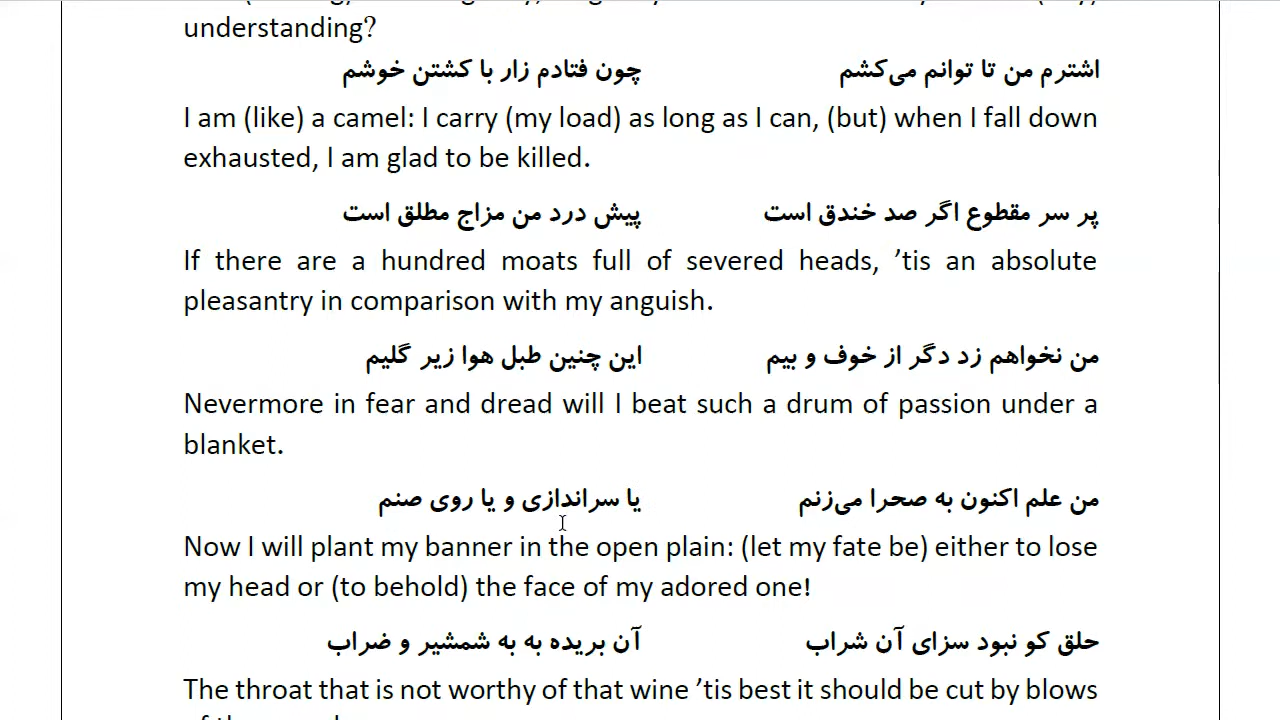 understanding?
اشترم من تا توانم می‌کشم چون فتادم زار با کشتن خوشم
I am (like) a camel: I carry (my load) as long as I can, (but) when I fall down
exhausted, I am glad to be killed.
پر سر مقطوع اگر صد خندق است پیش درد من مزاج مطلق است
If there are a hundred moats full of severed heads, ’tis an absolute
pleasantry in comparison with my anguish.
من نخواهم زد دگر از خوف و بیم این چنین طبل هوا زیر گلیم
Nevermore in fear and dread will I beat such a drum of passion under a
blanket.
من علم اکنون به صحرا می‌زنم یا سراندازی و یا روی صنم
Now I will plant my banner in the open plain: (let my fate be) either to lose
my head or (to behold) the face of my adored one!
حلق کو نبود سزای آن شراب آن بریده به به شمشیر و ضراب
The throat that is not worthy of that wine ’tis best it should be cut by blows